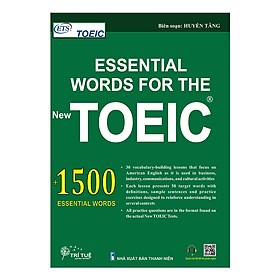 ETS TOEIC
Biên soạn: HUYỀN TĂNG
ESSENTIAL
WORDS FOR THE
New TOEIC®
+1500
ESSENTIAL WORDS
• 30 vocabulary-building lessons that focus on
American English as it is used in business,
industry, communications, and cultural activities
• Each lesson presents 50 target words with
definitions, sample sentences and practice
exercises designed to reinforce understanding in
several contexts
• All practice questions are in the format found on
the actual New TOEIC Tests.
TRÍ TUỆ
NHÀ XUẤT BẢN THANH NIÊN